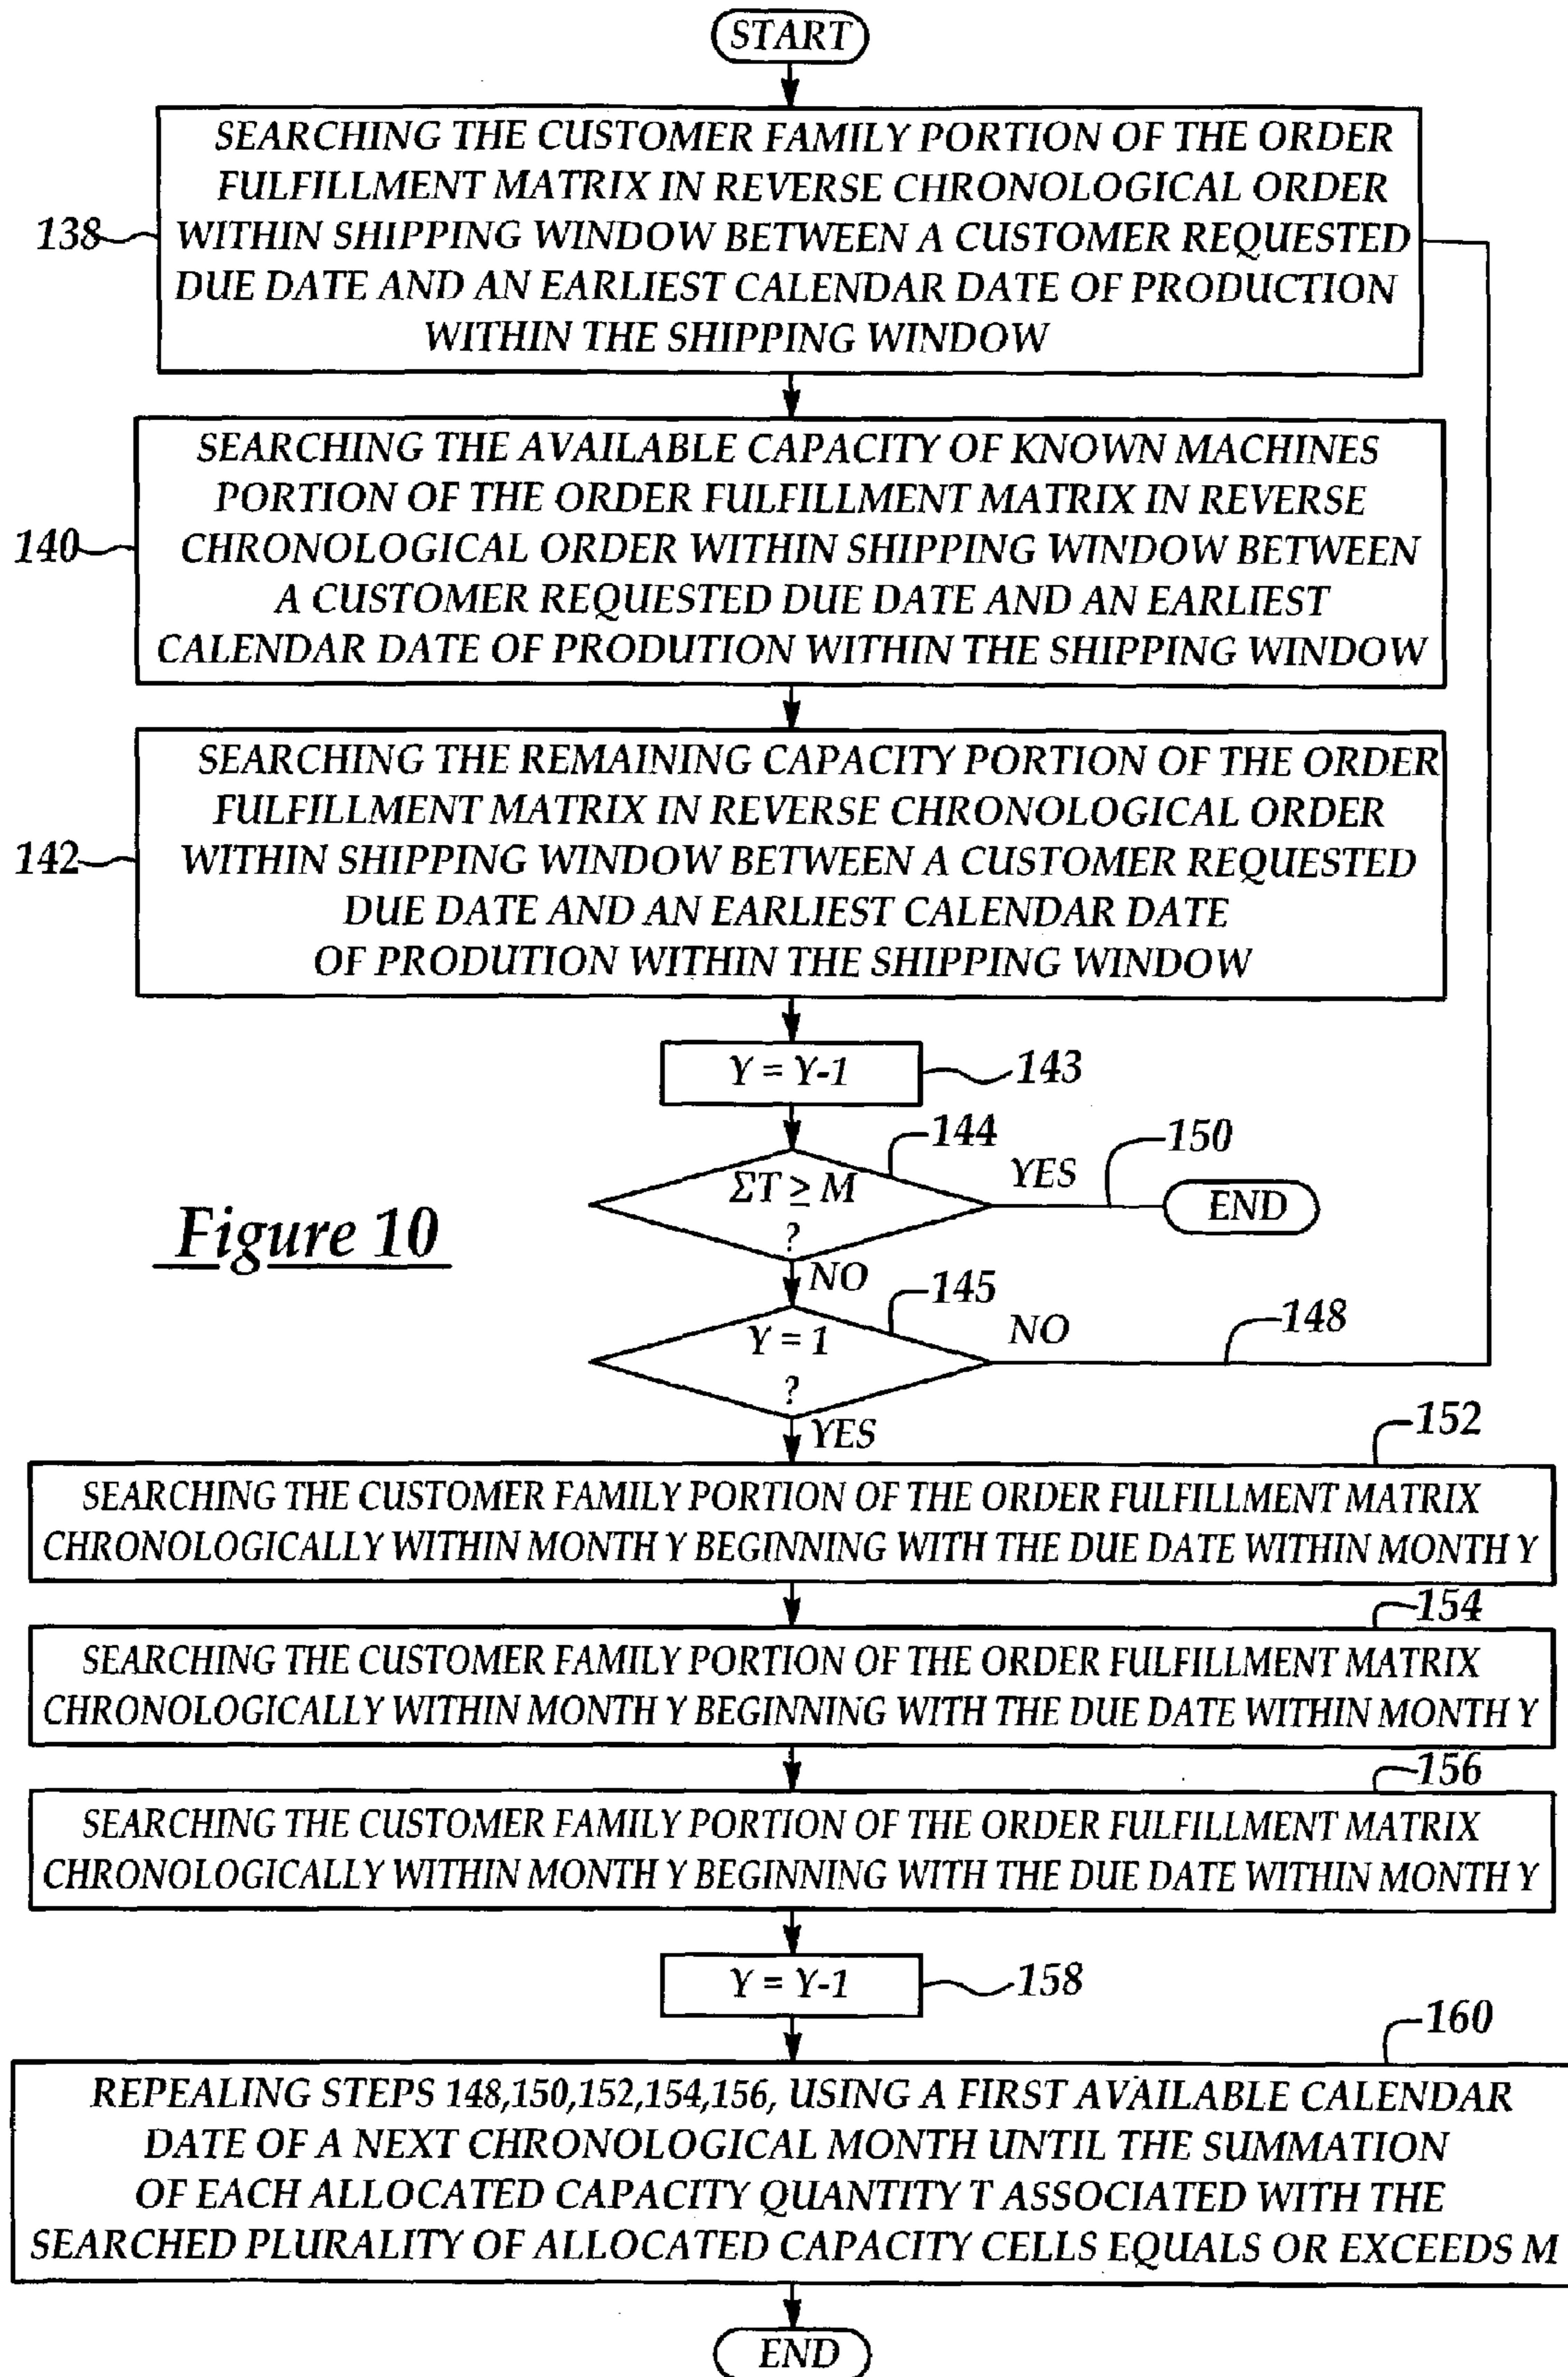 START
SEARCHING THE CUSTOMER FAMILY PORTION OF THE ORDER
FULFILLMENT MATRIX IN REVERSE CHRONOLOGICAL ORDER
138
WITHIN SHIPPING WINDOW BETWEEN A CUSTOMER REQUESTED
DUE DATE AND AN EARLIEST CALENDAR DATE OF PRODUCTION
WITHIN THE SHIPPING WINDOW
SEARCHING THE AVAILABLE CAPACITY OF KNOWN MACHINES
PORTION OF THE ORDER FULFILLMENT MATRIX IN REVERSE
140
CHRONOLOGICAL ORDER WITHIN SHIPPING WINDOW BETWEEN
A CUSTOMER REQUESTED DUE DATE AND AN EARLIEST
CALENDAR DATE OF PRODUTION WITHIN THE SHIPPING WINDOW
SEARCHING THE REMAINING CAPACITY PORTION OF THE ORDER
FULFILLMENT MATRIX IN REVERSE CHRONOLOGICAL ORDER
142
WITHIN SHIPPING WINDOW BETWEEN A CUSTOMER REQUESTED
DUE DATE AND AN EARLIEST CALENDAR DATE
OF PRODUTION WITHIN THE SHIPPING WINDOW
Y = Y-1
143
144
150
ΣT ≥ M
?
YES
END
Figure 10
NO
145
Y = 1
?
NO
148
YES
152
SEARCHING THE CUSTOMER FAMILY PORTION OF THE ORDER FULFILLMENT MATRIX
CHRONOLOGICALLY WITHIN MONTH Y BEGINNING WITH THE DUE DATE WITHIN MONTH Y
154
SEARCHING THE CUSTOMER FAMILY PORTION OF THE ORDER FULFILLMENT MATRIX
CHRONOLOGICALLY WITHIN MONTH Y BEGINNING WITH THE DUE DATE WITHIN MONTH Y
156
SEARCHING THE CUSTOMER FAMILY PORTION OF THE ORDER FULFILLMENT MATRIX
CHRONOLOGICALLY WITHIN MONTH Y BEGINNING WITH THE DUE DATE WITHIN MONTH Y
Y = Y-1
158
160
REPEALING STEPS 148,150,152,154,156, USING A FIRST AVAILABLE CALENDAR
DATE OF A NEXT CHRONOLOGICAL MONTH UNTIL THE SUMMATION
OF EACH ALLOCATED CAPACITY QUANTITY T ASSOCIATED WITH THE
SEARCHED PLURALITY OF ALLOCATED CAPACITY CELLS EQUALS OR EXCEEDS M
END